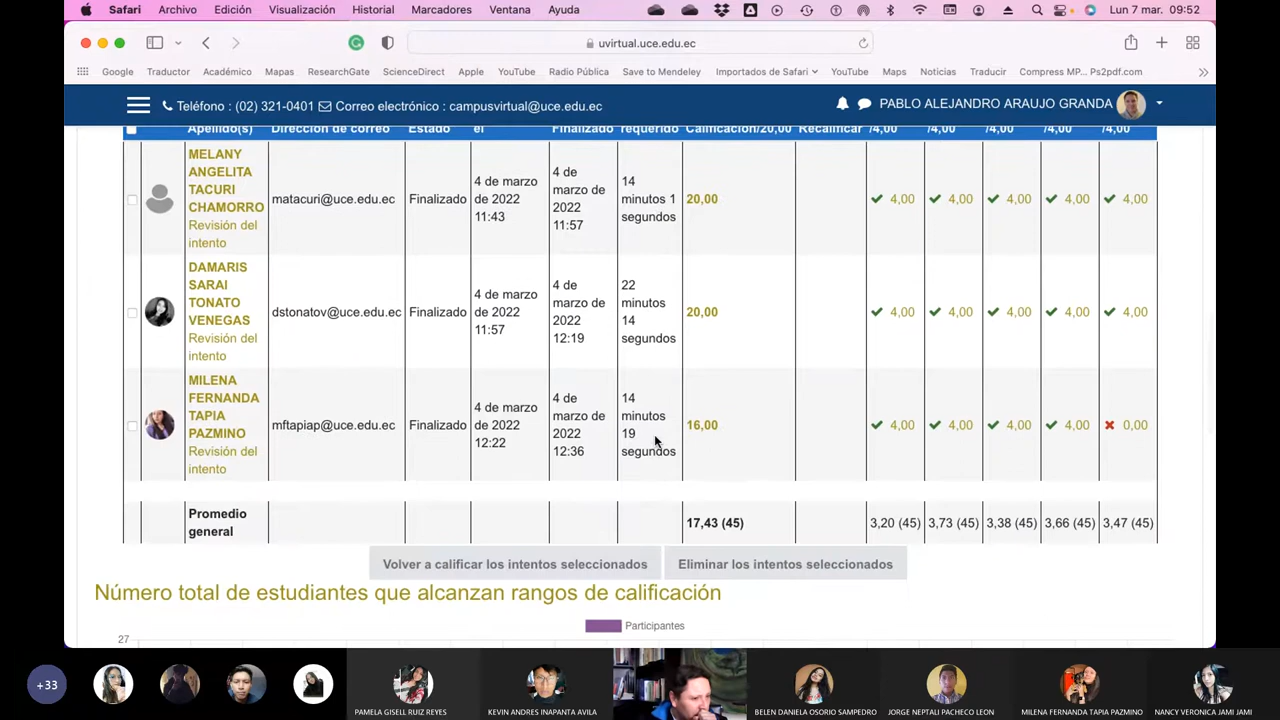 Safari Archivo Edición Visualización Historial Marcadores Ventana Ayuda Lun 7 mar. 09:52
uvirtual.uce.edu.ec
Google Traductor Académico Mapas ResearchGate ScienceDirect Apple YouTube Radio Pública Save to Mendeley Importados de Safari YouTube Maps Noticias Traducir Compress MP... Ps2pdf.com
Teléfono : (02) 321-0401 Correo electrónico : campusvirtual@uce.edu.ec PABLO ALEJANDRO ARAUJO GRANDA
Apellido(s) Dirección de correo Estado el Finalizado requerido Calificación/20,00 Recalificar /4,00 /4,00 /4,00 /4,00 /4,00
MELANY
ANGELITA
TACURI
CHAMORRO
Revisión del
intento
matacuri@uce.edu.ec
Finalizado
4 de marzo
de 2022
11:43
4 de
marzo de
2022
11:57
14
minutos 1
segundos
20,00
4,00 4,00 4,00 4,00 4,00
DAMARIS
SARAI
TONATO
VENEGAS
Revisión del
intento
dstonatov@uce.edu.ec
Finalizado
4 de marzo
de 2022
11:57
4 de
marzo de
2022
12:19
22
minutos
14
segundos
20,00
4,00 4,00 4,00 4,00 4,00
MILENA
FERNANDA
TAPIA
PAZMINO
Revisión del
intento
mftapiap@uce.edu.ec
Finalizado
4 de marzo
de 2022
12:22
4 de
marzo de
2022
12:36
14
minutos
19
segundos
16,00
4,00 4,00 4,00 4,00 0,00
Promedio
general
17,43 (45) 3,20 (45) 3,73 (45) 3,38 (45) 3,66 (45) 3,47 (45)
Volver a calificar los intentos seleccionados Eliminar los intentos seleccionados
Número total de estudiantes que alcanzan rangos de calificación
Participantes
27
+33 PAMELA GISELL RUIZ REYES KEVIN ANDRES INAPANTA AVILA BELEN DANIELA OSORIO SAMPEDRO JORGE NEPTALI PACHECO LEON MILENA FERNANDA TAPIA PAZMINO NANCY VERONICA JAMI JAMI